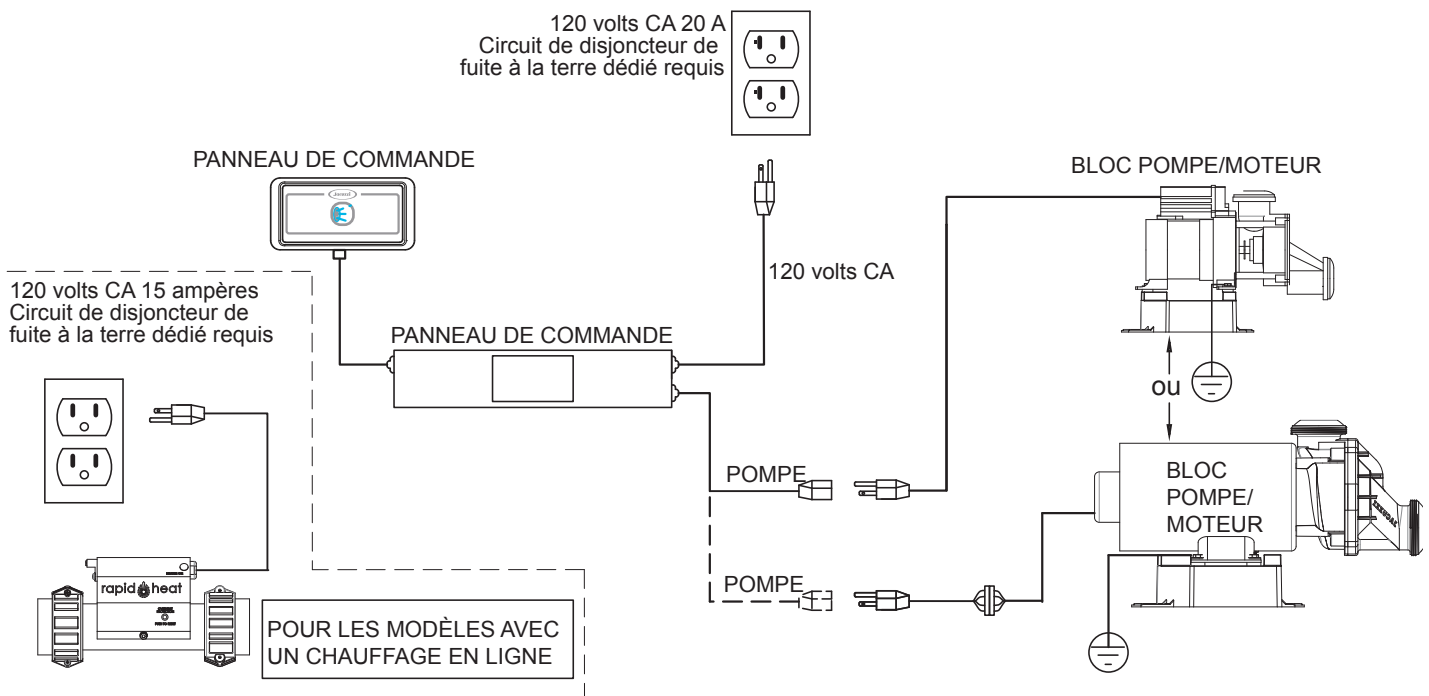 120 volts CA 20 A
Circuit de disjoncteur de
fuite à la terre dédié requis
PANNEAU DE COMMANDE
BLOC POMPE/MOTEUR
120 volts CA
120 volts CA 15 ampères
Circuit de disjoncteur de
fuite à la terre dédié requis
PANNEAU DE COMMANDE
ou
POMPE
BLOC
POMPE/
MOTEUR
POMPE
rapid heat
POUR LES MODÈLES AVEC
UN CHAUFFAGE EN LIGNE